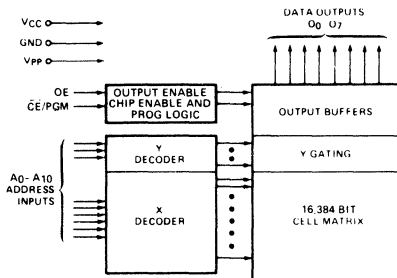 DATA OUTPUTS
O0 O7
VCC
GND
VPP
OE
CE/PGM
OUTPUT ENABLE
CHIP ENABLE AND
PROG LOGIC
OUTPUT BUFFERS
A0-A10
ADDRESS
INPUTS
Y
DECODER
Y GATING
X
DECODER
16,384 BIT
CELL MATRIX